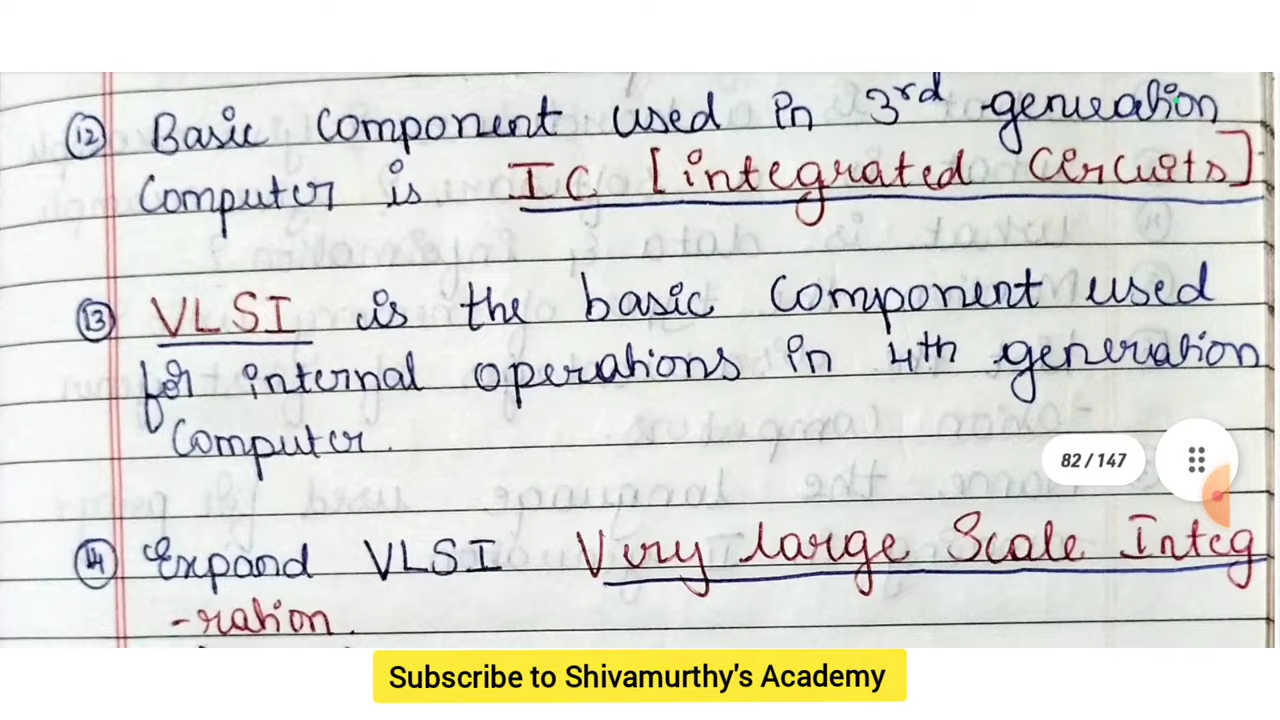 12 Basic component used in 3rd generation
Computer is IC [integrated Circuits]
13 VLSI is the basic component used
for internal operations in 4th generation
Computer.
14 Expand VLSI Very large Scale Integ
-ration.
82 / 147
Subscribe to Shivamurthy's Academy